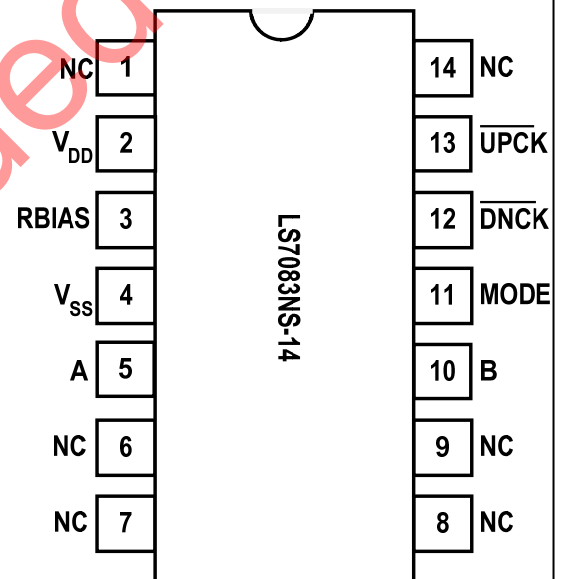 NC 1 14 NC
VDD 2 13 UPCK
RBIAS 3 12 DNCK
LS7083NS-14
VSS 4 11 MODE
A 5 10 B
NC 6 9 NC
NC 7 8 NC